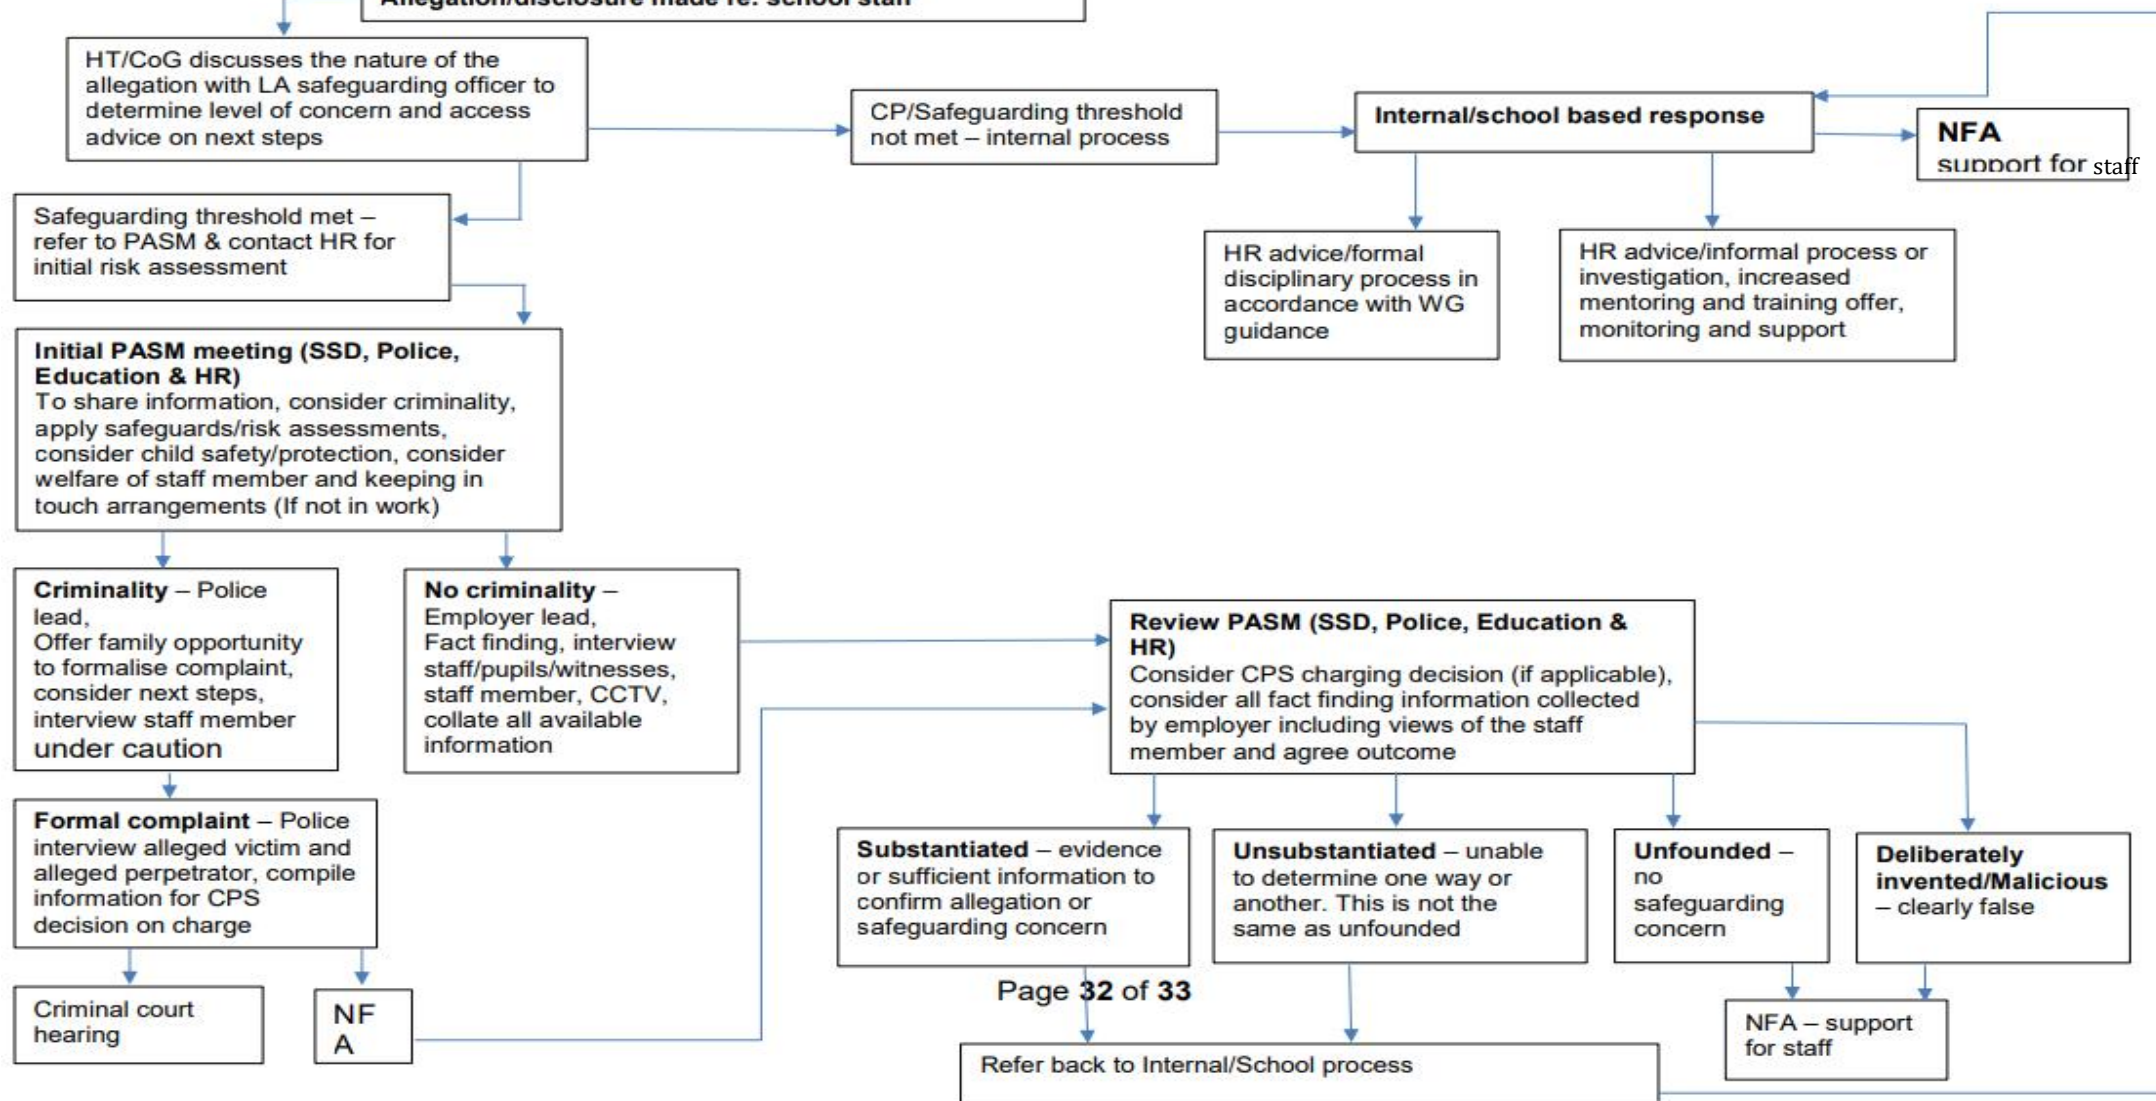 Allegation/disclosure made re: school staff
HT/CoG discusses the nature of the
allegation with LA safeguarding officer to
determine level of concern and access
advice on next steps
CP/Safeguarding threshold
not met – internal process
Internal/school based response
NFA
support for staff
Safeguarding threshold met –
refer to PASM & contact HR for
initial risk assessment
HR advice/formal
disciplinary process in
accordance with WG
guidance
HR advice/informal process or
investigation, increased
mentoring and training offer,
monitoring and support
Initial PASM meeting (SSD, Police,
Education & HR)
To share information, consider criminality,
apply safeguards/risk assessments,
consider child safety/protection, consider
welfare of staff member and keeping in
touch arrangements (If not in work)
Criminality – Police
lead,
Offer family opportunity
to formalise complaint,
consider next steps,
interview staff member
under caution
No criminality –
Employer lead,
Fact finding, interview
staff/pupils/witnesses,
staff member, CCTV,
collate all available
information
Review PASM (SSD, Police, Education &
HR)
Consider CPS charging decision (if applicable),
consider all fact finding information collected
by employer including views of the staff
member and agree outcome
Formal complaint – Police
interview alleged victim and
alleged perpetrator, compile
information for CPS
decision on charge
Substantiated – evidence
or sufficient information to
confirm allegation or
safeguarding concern
Unsubstantiated – unable
to determine one way or
another. This is not the
same as unfounded
Unfounded –
no
safeguarding
concern
Deliberately
invented/Malicious
– clearly false
Criminal court
hearing
NF
A
Page 32 of 33
NFA – support
for staff
Refer back to Internal/School process